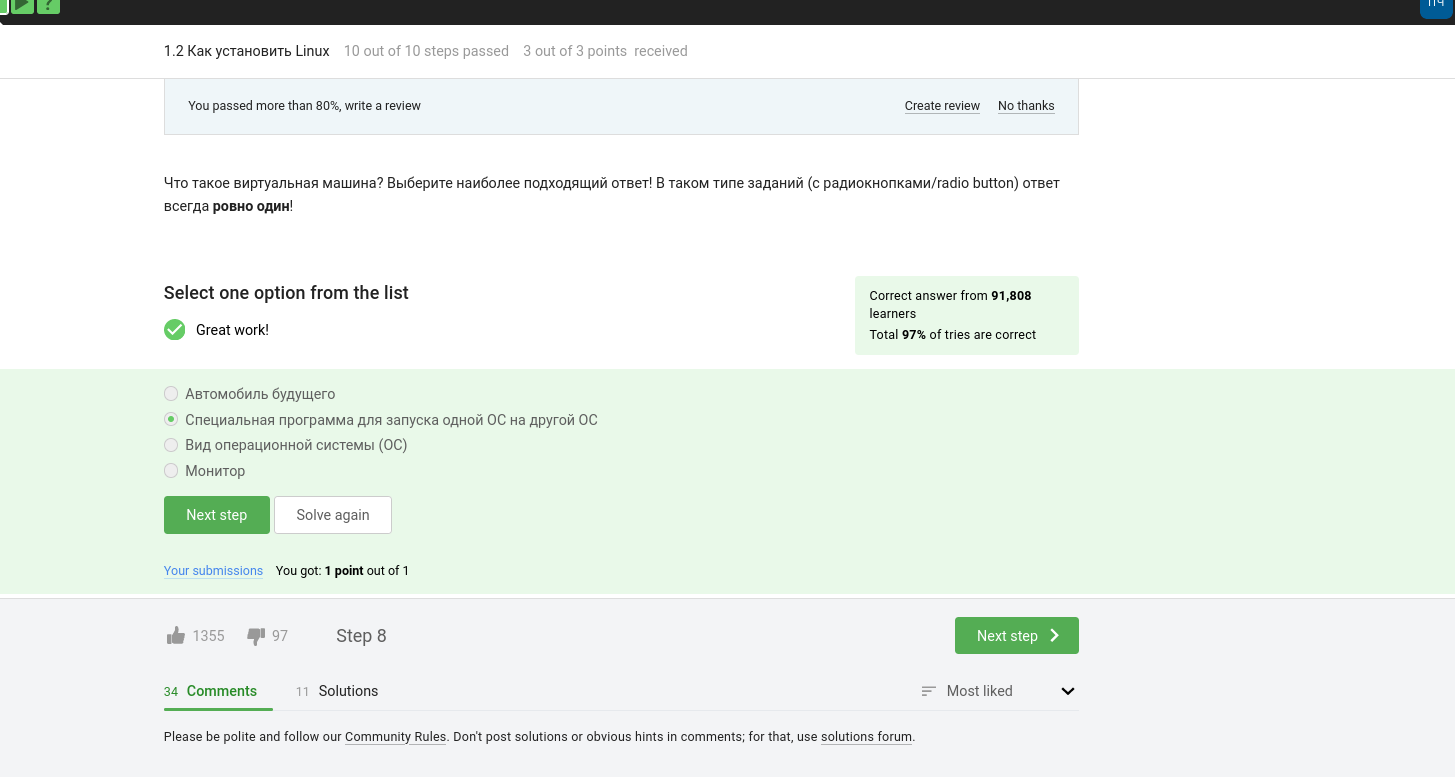 ?
ПЧ
1.2 Как установить Linux 10 out of 10 steps passed 3 out of 3 points received
You passed more than 80%, write a review Create review No thanks
Что такое виртуальная машина? Выберите наиболее подходящий ответ! В таком типе заданий (с радиокнопками/radio button) ответ
всегда ровно один!
Select one option from the list
Great work!
Correct answer from 91,808
learners
Total 97% of tries are correct
Автомобиль будущего
Специальная программа для запуска одной ОС на другой ОС
Вид операционной системы (ОС)
Монитор
Next step Solve again
Your submissions You got: 1 point out of 1
1355 97 Step 8 Next step
34 Comments 11 Solutions Most liked
Please be polite and follow our Community Rules. Don't post solutions or obvious hints in comments; for that, use solutions forum.